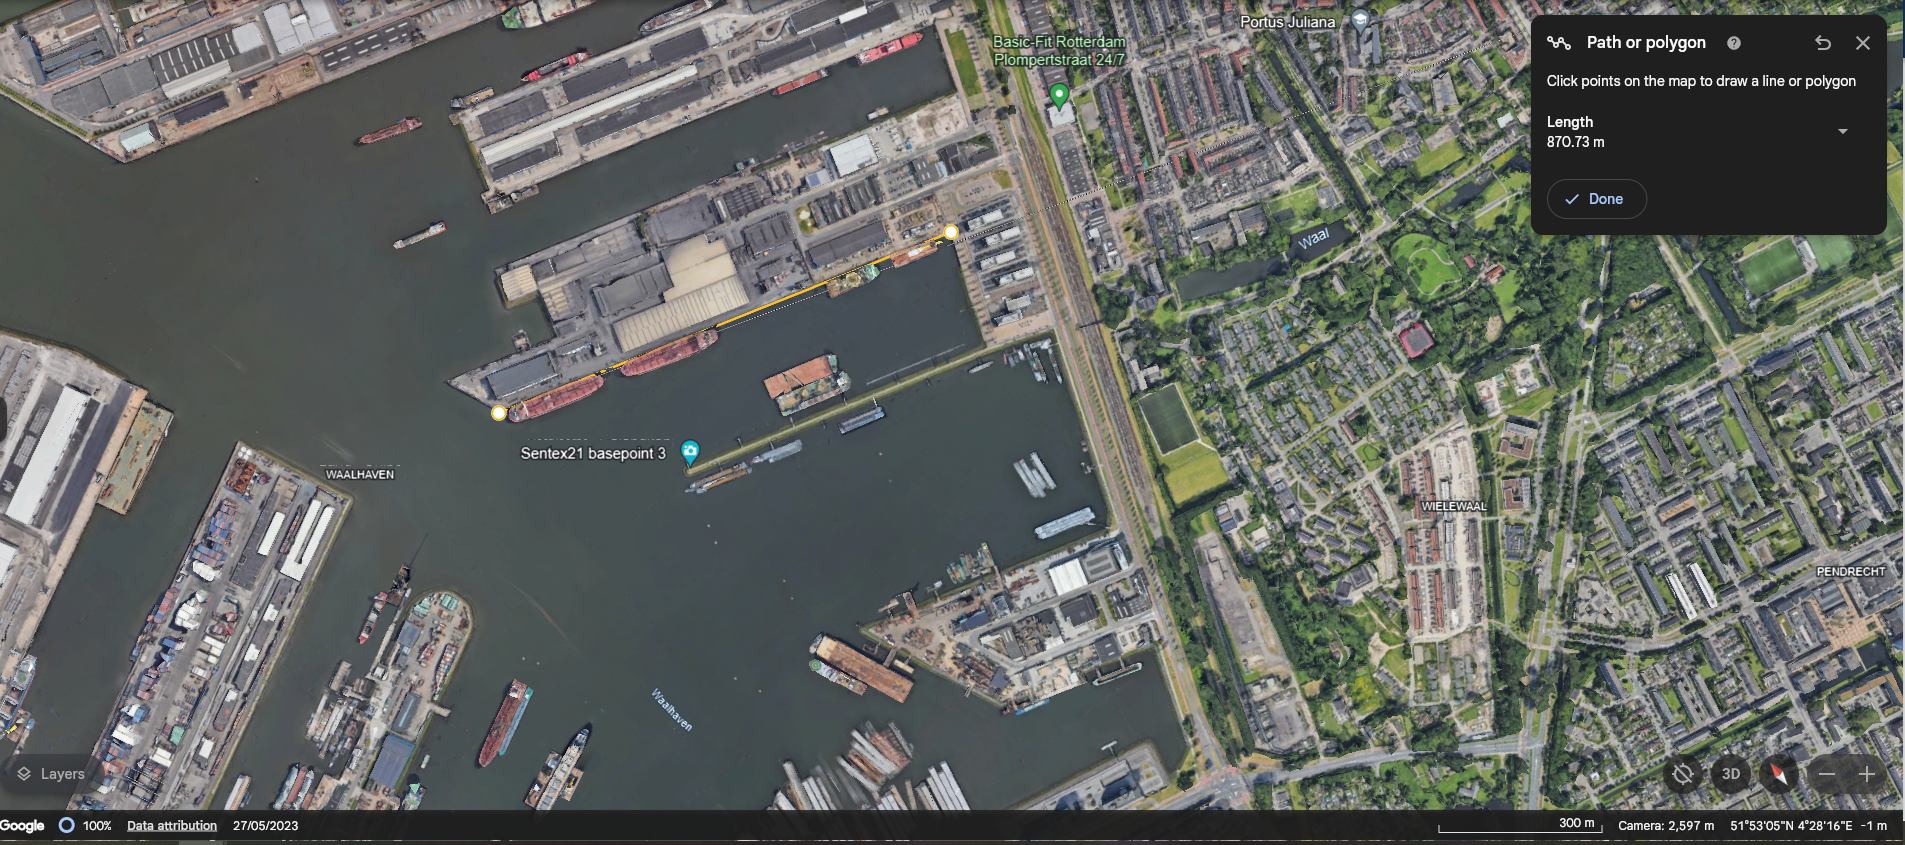 Portus Juliana
Basic-Fit Rotterdam
Plompertstraat 24/7
Path or polygon
Click points on the map to draw a line or polygon
Length
870.73 m
Done
Waal
Sentex21 basepoint 3
WAALHAVEN
WIELEWAAL
PENDRECHT
Waalhaven
Layers
3D
Google
100%
Data attribution
27/05/2023
300 m
Camera: 2,597 m
51°53'05"N 4°28'16"E
-1 m